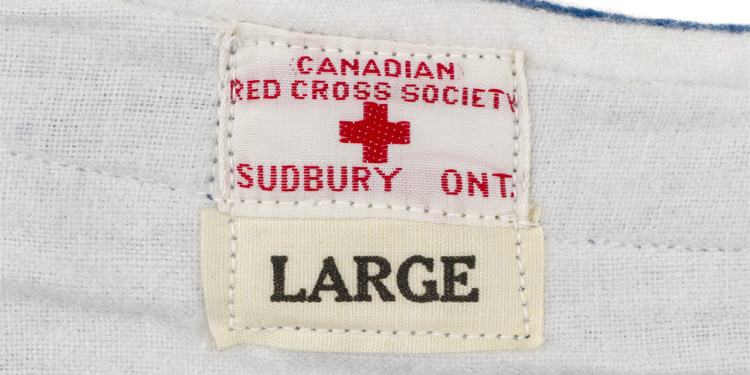 CANADIAN
RED CROSS SOCIETY
SUDBURY ONT.
LARGE